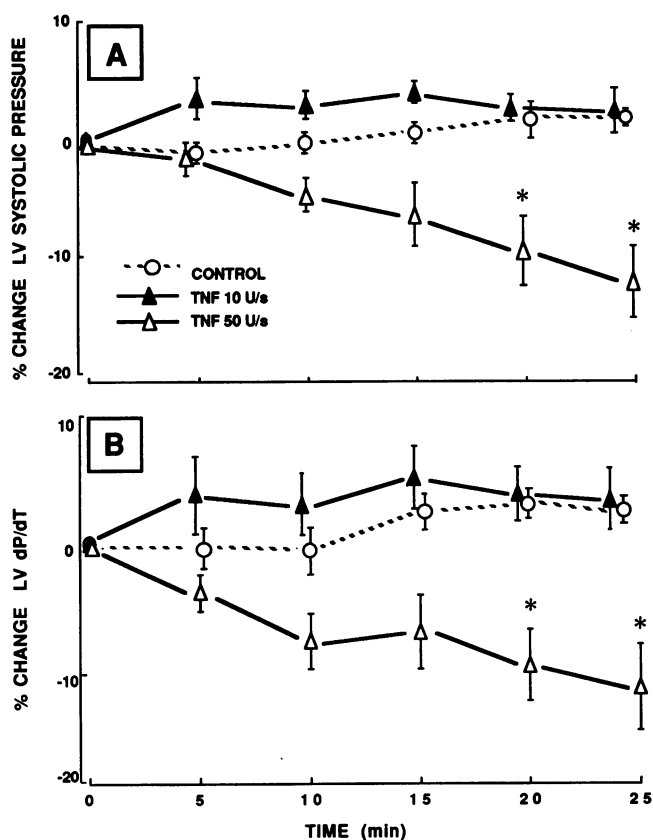 10
A
0
-10
-20
% CHANGE LV SYSTOLIC PRESSURE
*
*
CONTROL
TNF 10 U/s
TNF 50 U/s
10
B
0
-10
-20
% CHANGE LV dP/dT
*
*
0 5 10 15 20 25
TIME (min)